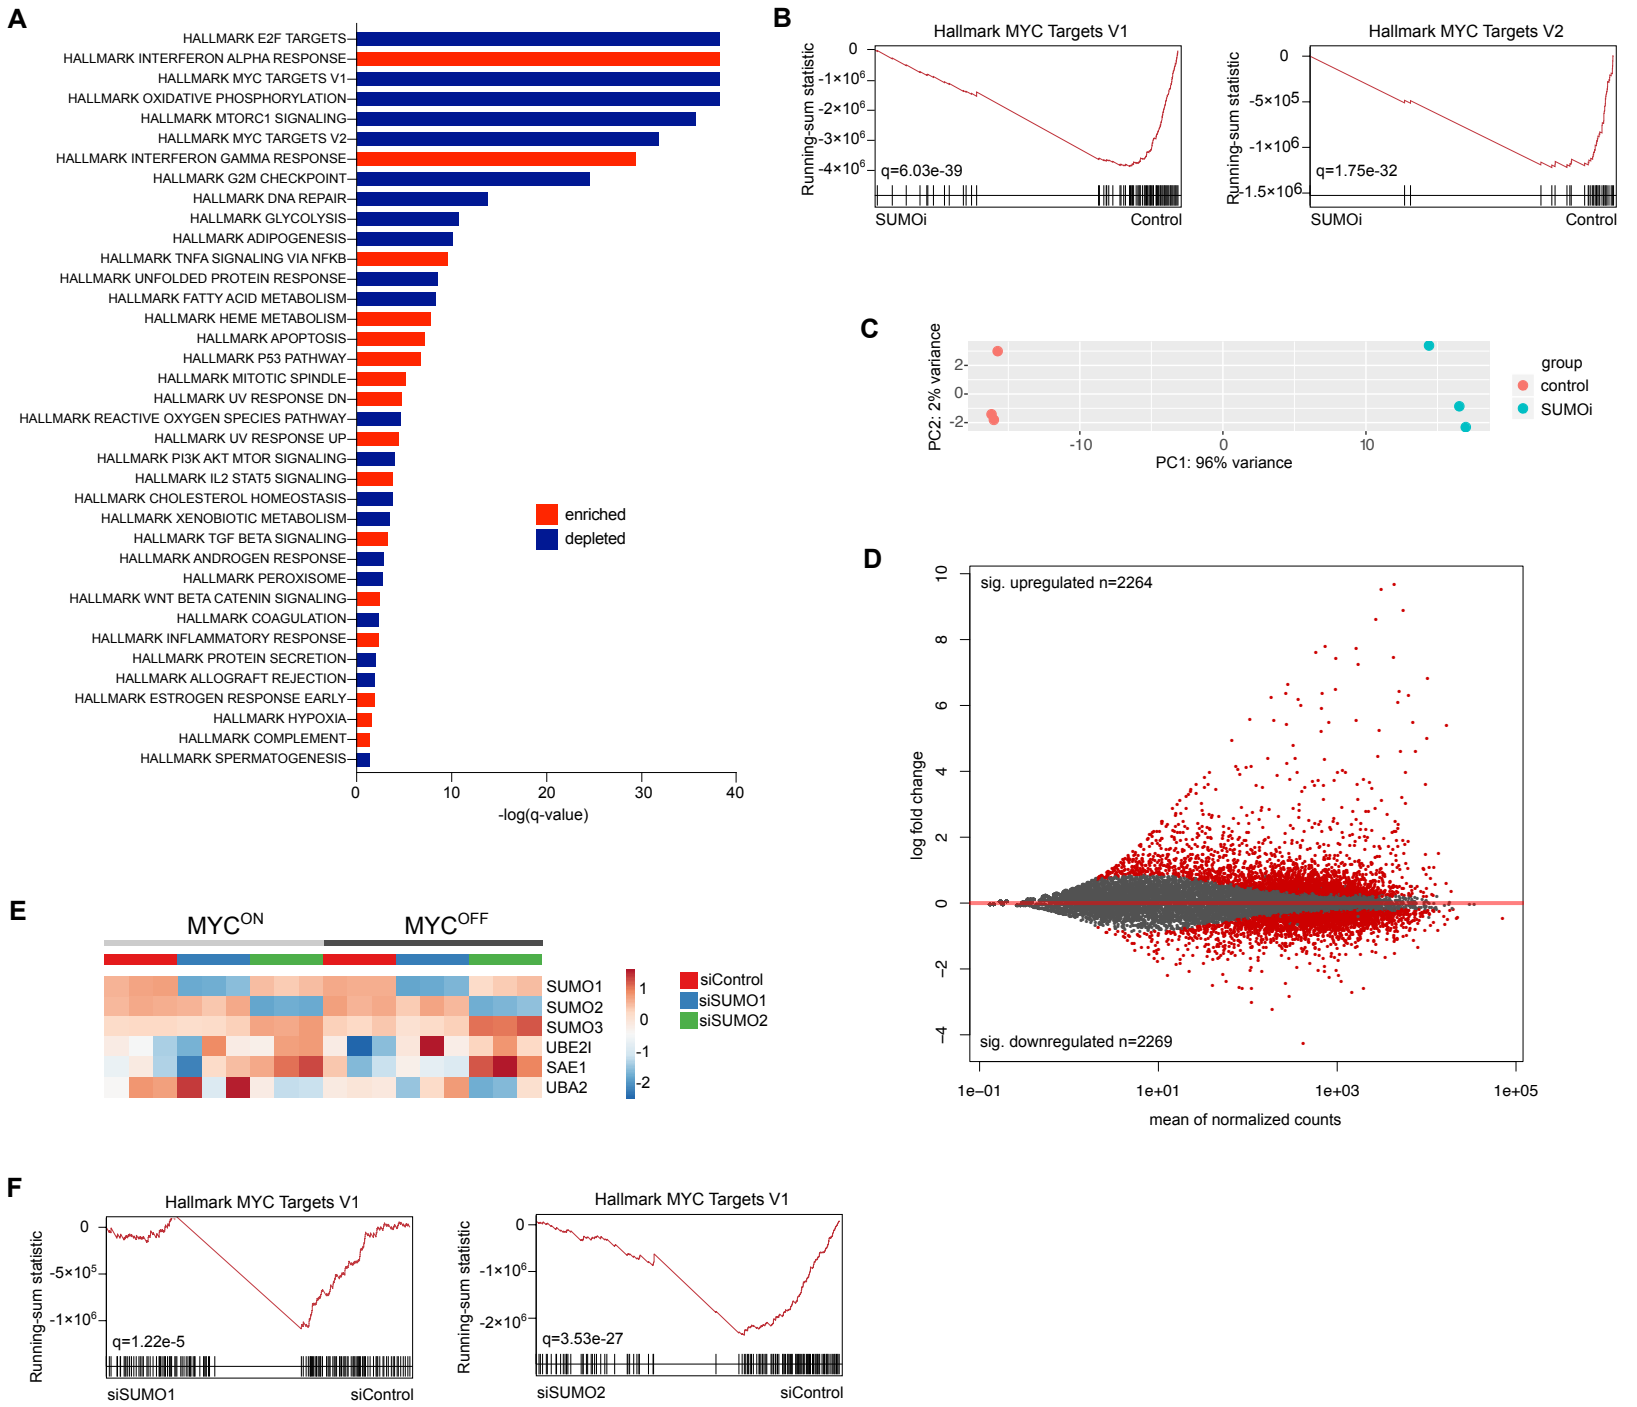 A
HALLMARK E2F TARGETS
HALLMARK INTERFERON ALPHA RESPONSE
HALLMARK MYC TARGETS V1
HALLMARK OXIDATIVE PHOSPHORYLATION
HALLMARK MTORC1 SIGNALING
HALLMARK MYC TARGETS V2
HALLMARK INTERFERON GAMMA RESPONSE
HALLMARK G2M CHECKPOINT
HALLMARK DNA REPAIR
HALLMARK GLYCOLYSIS
HALLMARK ADIPOGENESIS
HALLMARK TNFA SIGNALING VIA NFKB
HALLMARK UNFOLDED PROTEIN RESPONSE
HALLMARK FATTY ACID METABOLISM
HALLMARK HEME METABOLISM
HALLMARK APOPTOSIS
HALLMARK P53 PATHWAY
HALLMARK MITOTIC SPINDLE
HALLMARK UV RESPONSE DN
HALLMARK REACTIVE OXYGEN SPECIES PATHWAY
HALLMARK UV RESPONSE UP
HALLMARK PI3K AKT MTOR SIGNALING
HALLMARK IL2 STAT5 SIGNALING
HALLMARK CHOLESTEROL HOMEOSTASIS
HALLMARK XENOBIOTIC METABOLISM
HALLMARK TGF BETA SIGNALING
HALLMARK ANDROGEN RESPONSE
HALLMARK PEROXISOME
HALLMARK WNT BETA CATENIN SIGNALING
HALLMARK COAGULATION
HALLMARK INFLAMMATORY RESPONSE
HALLMARK PROTEIN SECRETION
HALLMARK ALLOGRAFT REJECTION
HALLMARK ESTROGEN RESPONSE EARLY
HALLMARK HYPOXIA
HALLMARK COMPLEMENT
HALLMARK SPERMATOGENESIS
enriched
depleted
0 10 20 30 40
-log(q-value)
B
Hallmark MYC Targets V1
Running-sum statistic
0
-1×10⁶
-2×10⁶
-3×10⁶
-4×10⁶
q=6.03e-39
SUMOi Control
Hallmark MYC Targets V2
Running-sum statistic
0
-5×10⁵
-1×10⁶
-1.5×10⁶
q=1.75e-32
SUMOi Control
C
PC2: 2% variance
2
0
-2
-10 0 10
PC1: 96% variance
group
control
SUMOi
D
log fold change
10
8
6
4
2
0
-2
-4
sig. upregulated n=2264
sig. downregulated n=2269
1e-01 1e+01 1e+03 1e+05
mean of normalized counts
E
MYC^ON MYC^OFF
SUMO1
SUMO2
SUMO3
UBE2I
SAE1
UBA2
1
0
-1
-2
siControl
siSUMO1
siSUMO2
F
Hallmark MYC Targets V1
Running-sum statistic
0
-5×10⁵
-1×10⁶
q=1.22e-5
siSUMO1 siControl
Hallmark MYC Targets V1
Running-sum statistic
0
-1×10⁶
-2×10⁶
q=3.53e-27
siSUMO2 siControl